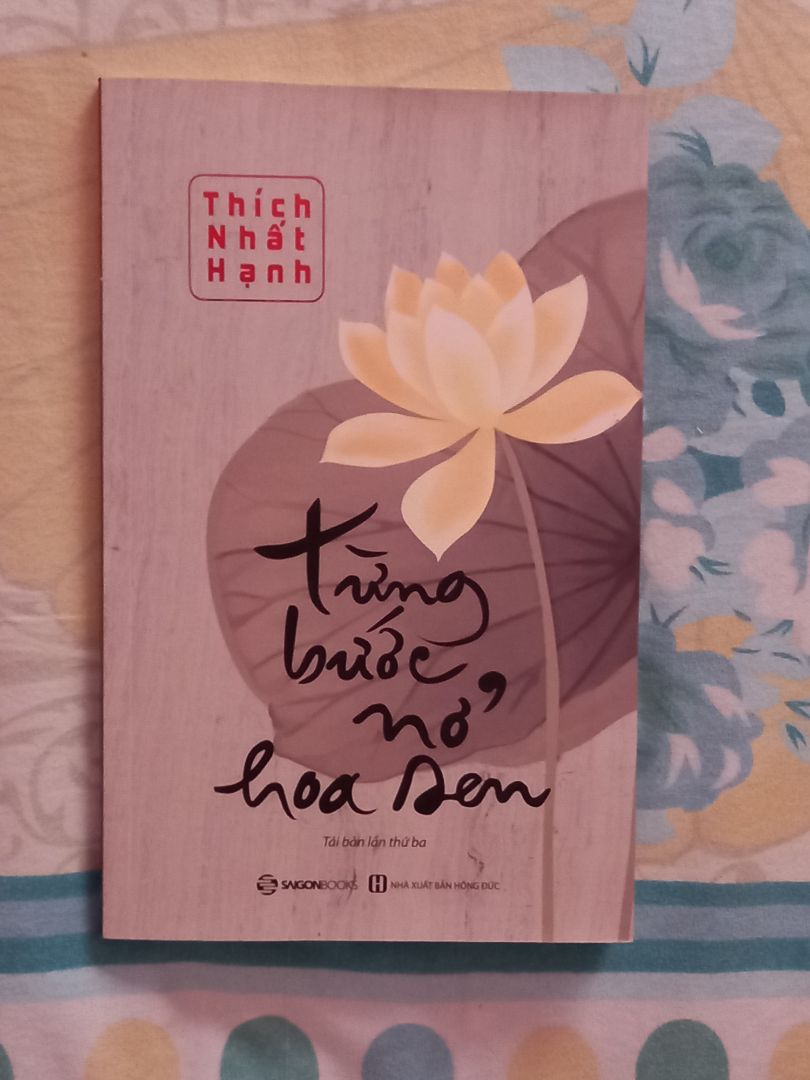 Thích
Nhất
Hạnh
từng
bước
nở
hoa sen
Tái bản lần thứ ba
SAIGONBOOKS H NHÀ XUẤT BẢN HỒNG ĐỨC